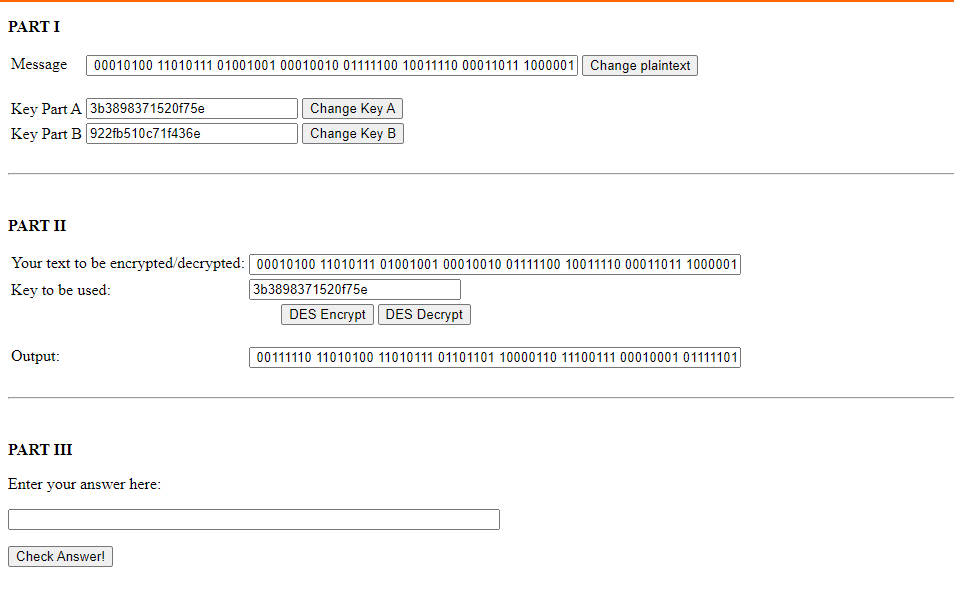 PART I
Message 00010100 11010111 01001001 00010010 01111100 10011110 00011011 1000001 Change plaintext
Key Part A 3b3898371520f75e Change Key A
Key Part B 922fb510c71f436e Change Key B
PART II
Your text to be encrypted/decrypted: 00010100 11010111 01001001 00010010 01111100 10011110 00011011 1000001
Key to be used: 3b3898371520f75e
DES Encrypt DES Decrypt
Output: 00111110 11010100 11010111 01101101 10000110 11100111 00010001 01111101
PART III
Enter your answer here:
Check Answer!